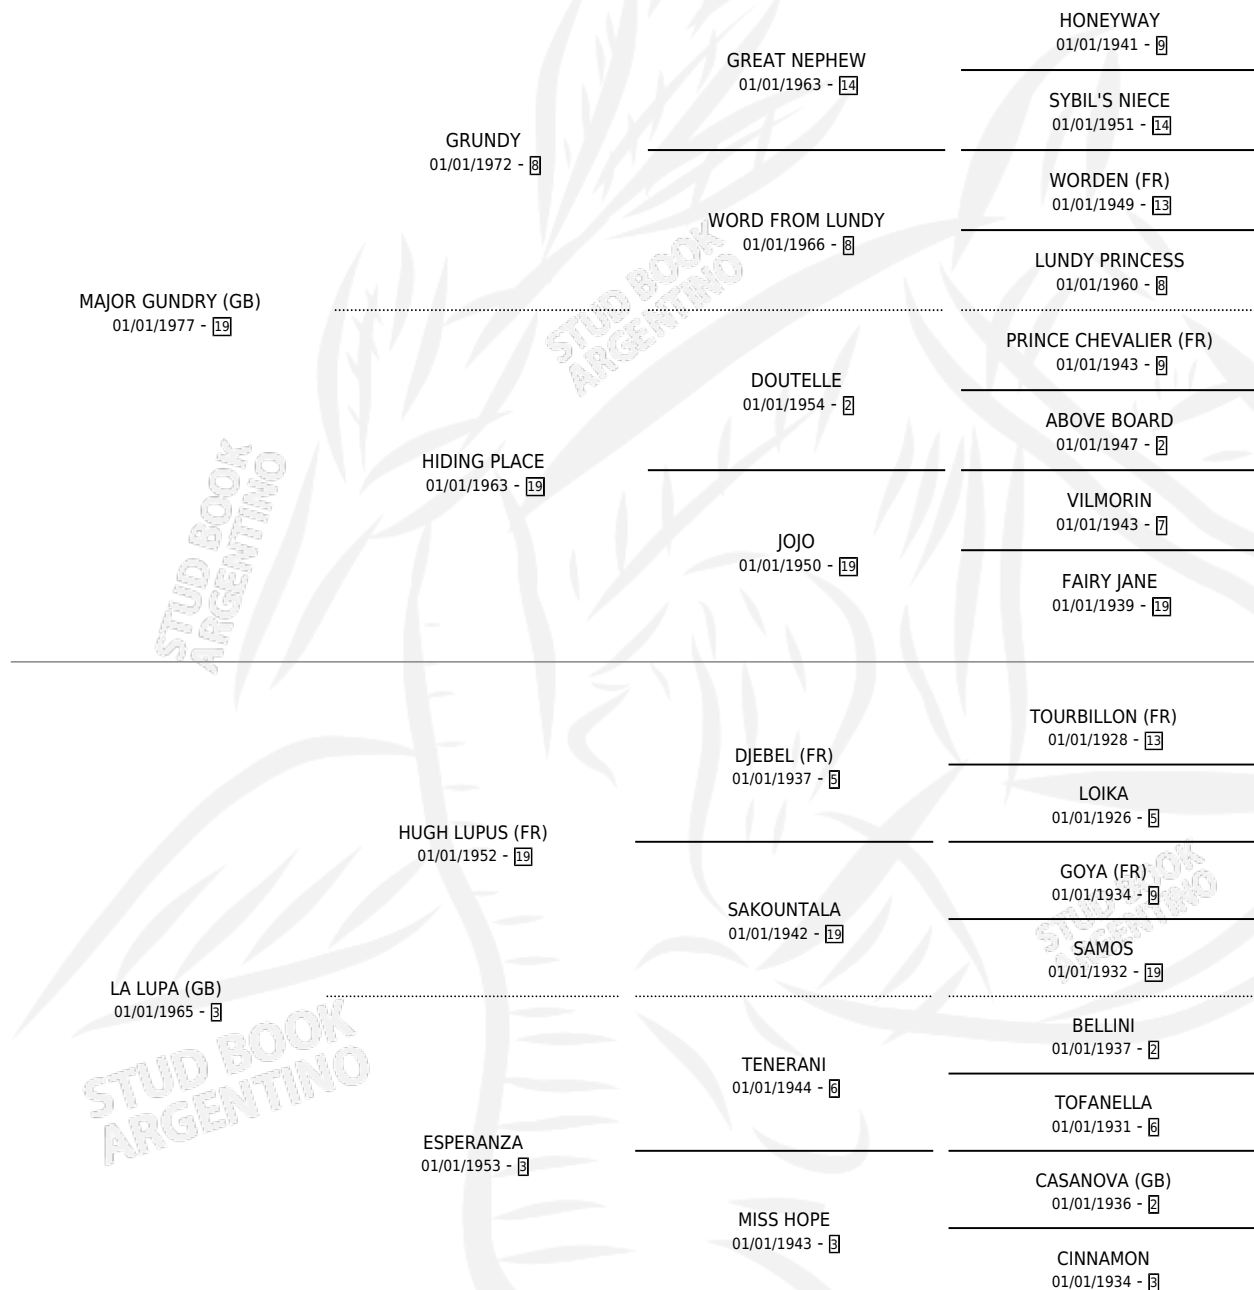 MAJOR GUNDRY (GB)
01/01/1977 - 19
GRUNDY
01/01/1972 - 8
GREAT NEPHEW
01/01/1963 - 14
HONEYWAY
01/01/1941 - 9
SYBIL'S NIECE
01/01/1951 - 14
WORD FROM LUNDY
01/01/1966 - 8
WORDEN (FR)
01/01/1949 - 13
LUNDY PRINCESS
01/01/1960 - 8
HIDING PLACE
01/01/1963 - 19
DOUTELLE
01/01/1954 - 2
PRINCE CHEVALIER (FR)
01/01/1943 - 9
ABOVE BOARD
01/01/1947 - 2
JOJO
01/01/1950 - 19
VILMORIN
01/01/1943 - 7
FAIRY JANE
01/01/1939 - 19
LA LUPA (GB)
01/01/1965 - 3
HUGH LUPUS (FR)
01/01/1952 - 19
DJEBEL (FR)
01/01/1937 - 5
TOURBILLON (FR)
01/01/1928 - 13
LOIKA
01/01/1926 - 5
SAKOUNTALA
01/01/1942 - 19
GOYA (FR)
01/01/1934 - 9
SAMOS
01/01/1932 - 19
ESPERANZA
01/01/1953 - 3
TENERANI
01/01/1944 - 6
BELLINI
01/01/1937 - 2
TOFANELLA
01/01/1931 - 6
MISS HOPE
01/01/1943 - 3
CASANOVA (GB)
01/01/1936 - 2
CINNAMON
01/01/1934 - 3
STUD BOOK
ARGENTINO
STUD BOOK
ARGENTINO
STUD BOOK
ARGENTINO
STUD BOOK
ARGENTINO